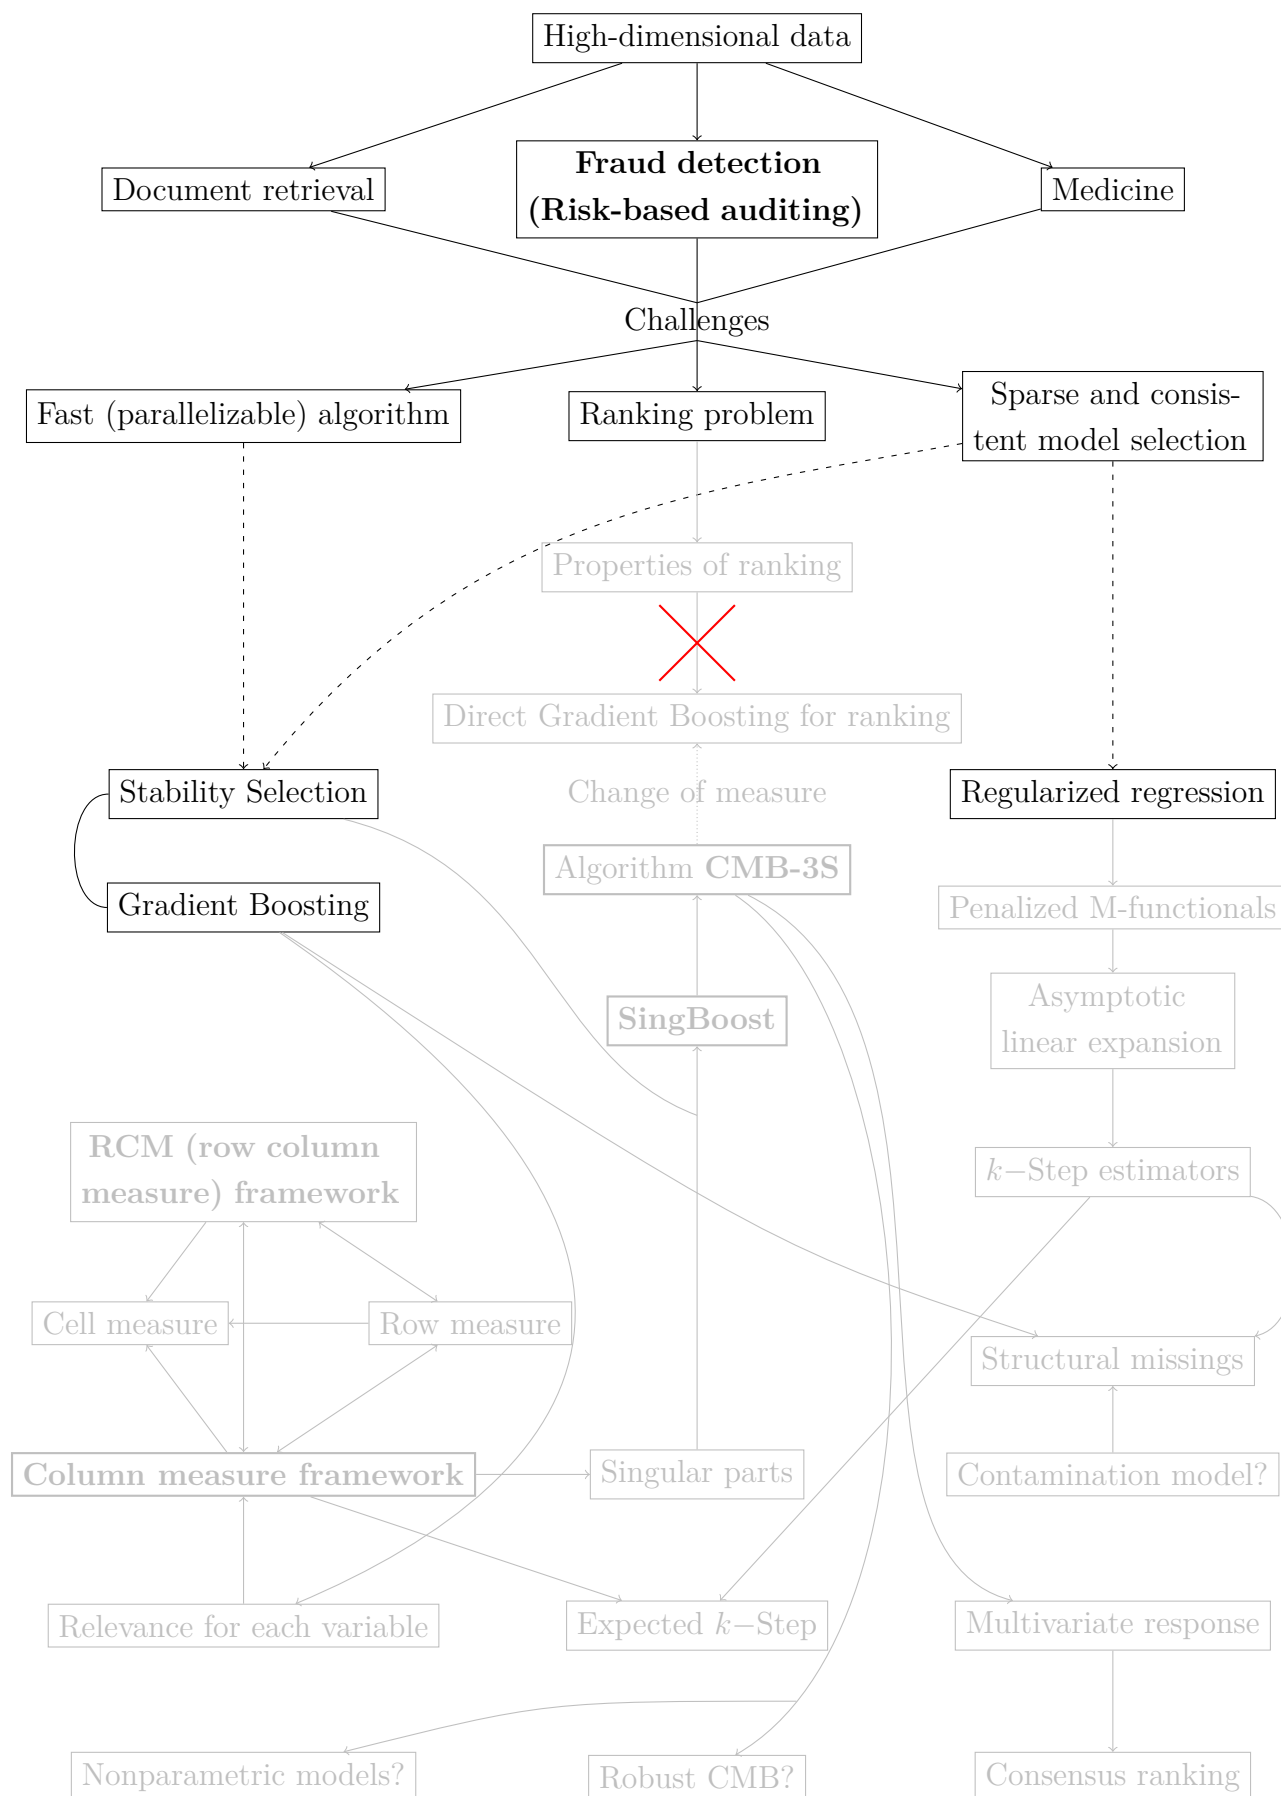 High-dimensional data
Document retrieval
Fraud detection
(Risk-based auditing)
Medicine
Challenges
Fast (parallelizable) algorithm
Ranking problem
Sparse and consis-
tent model selection
Properties of ranking
Direct Gradient Boosting for ranking
Stability Selection
Change of measure
Regularized regression
Algorithm CMB-3S
Gradient Boosting
Penalized M-functionals
SingBoost
Asymptotic
linear expansion
RCM (row column
measure) framework
k−Step estimators
Cell measure
Row measure
Structural missings
Column measure framework
Singular parts
Contamination model?
Relevance for each variable
Expected k−Step
Multivariate response
Nonparametric models?
Robust CMB?
Consensus ranking